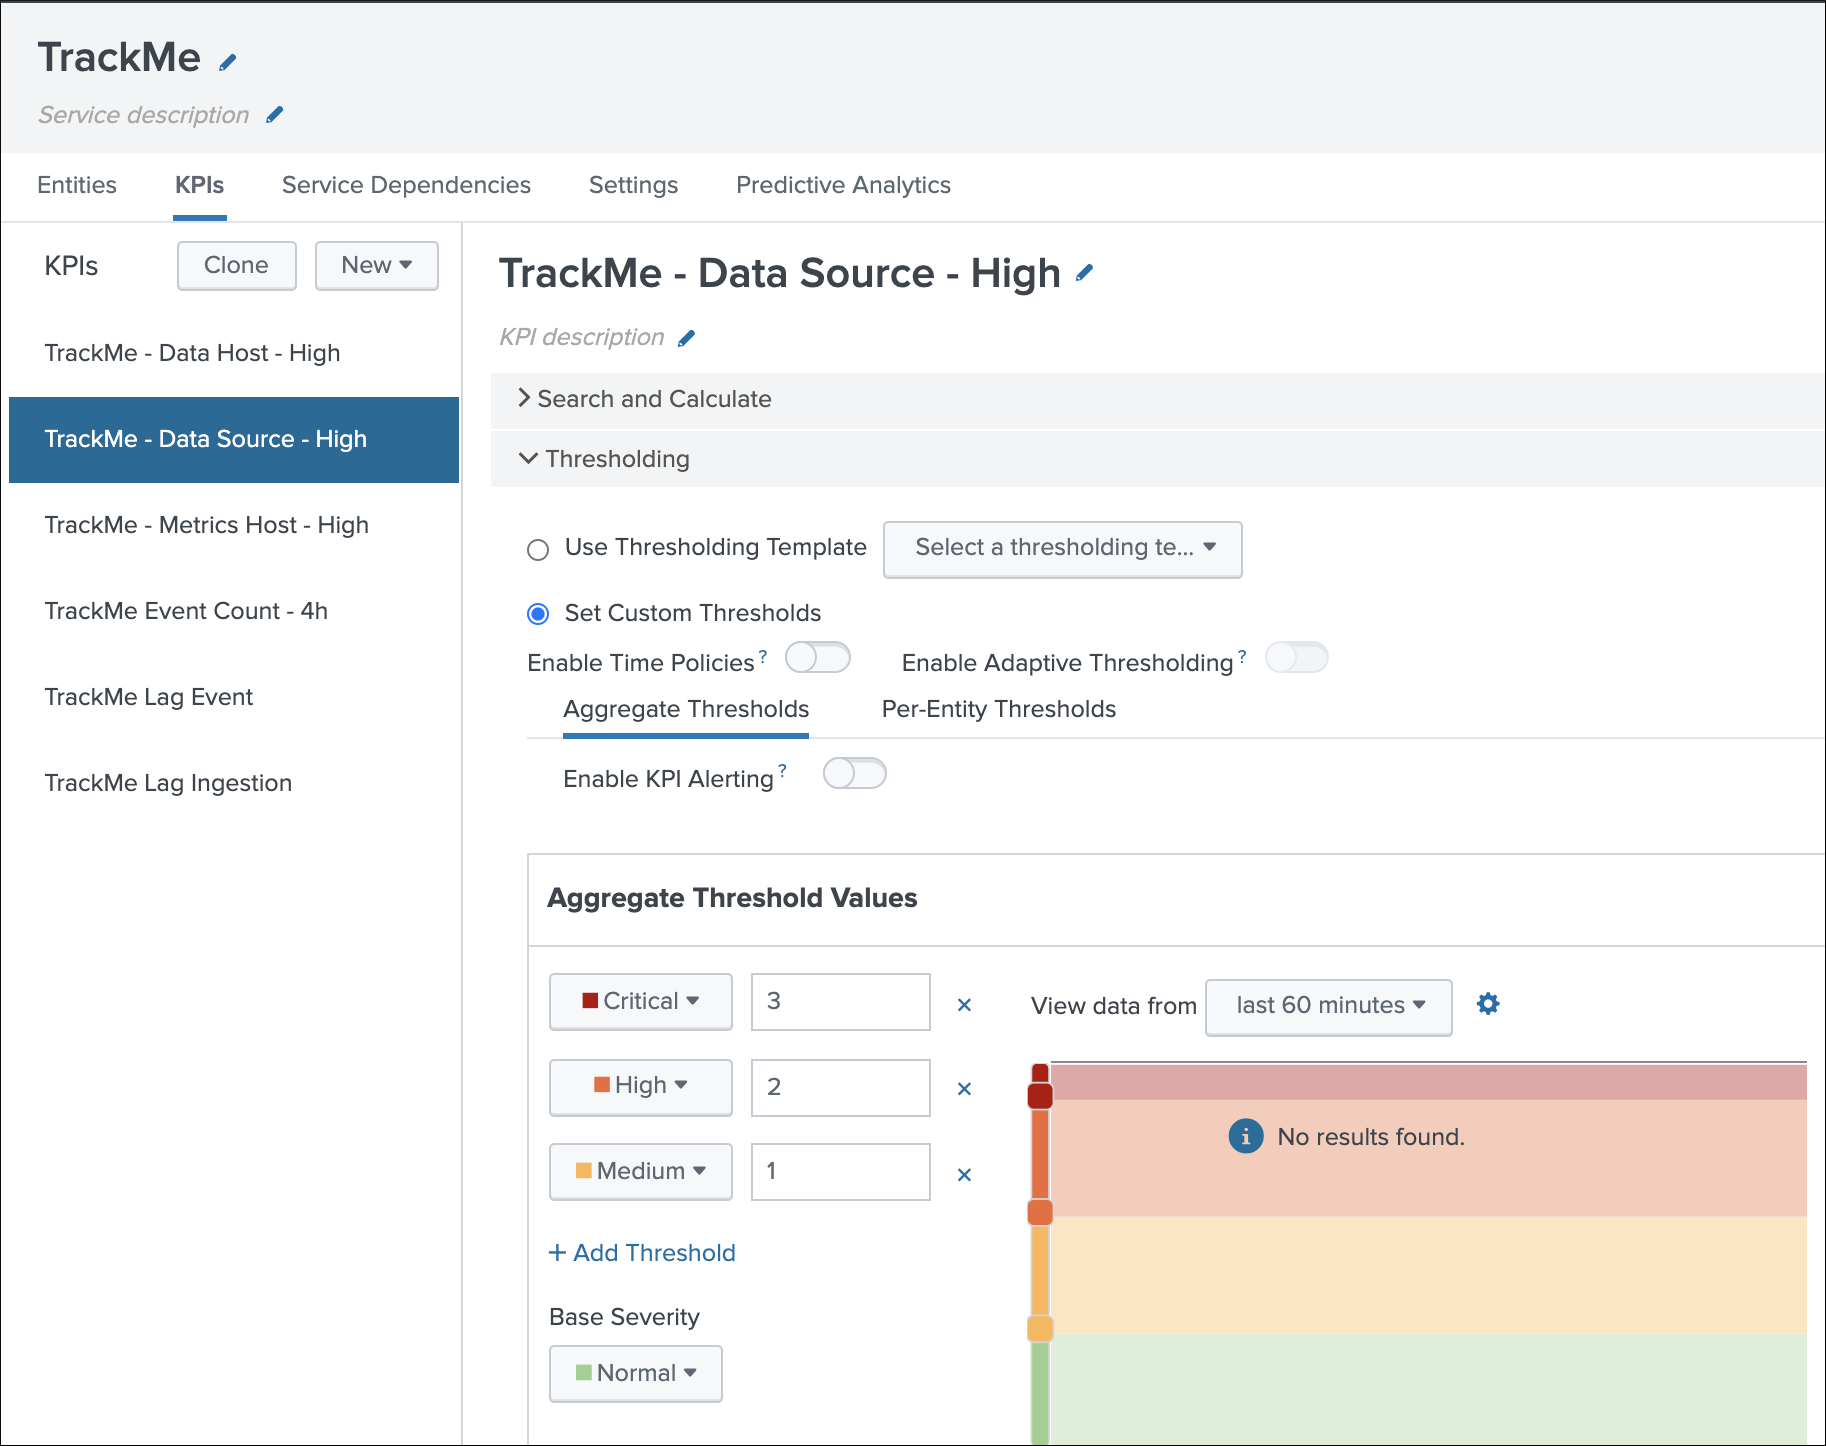 TrackMe
Service description
Entities KPIs Service Dependencies Settings Predictive Analytics
KPIs Clone New
TrackMe - Data Host - High
TrackMe - Data Source - High
TrackMe - Metrics Host - High
TrackMe Event Count - 4h
TrackMe Lag Event
TrackMe Lag Ingestion
TrackMe - Data Source - High
KPI description
Search and Calculate
Thresholding
Use Thresholding Template Select a thresholding te...
Set Custom Thresholds
Enable Time Policies ? Enable Adaptive Thresholding ?
Aggregate Thresholds Per-Entity Thresholds
Enable KPI Alerting ?
Aggregate Threshold Values
Critical 3 ×
High 2 ×
Medium 1 ×
+ Add Threshold
Base Severity
Normal
View data from last 60 minutes
i No results found.